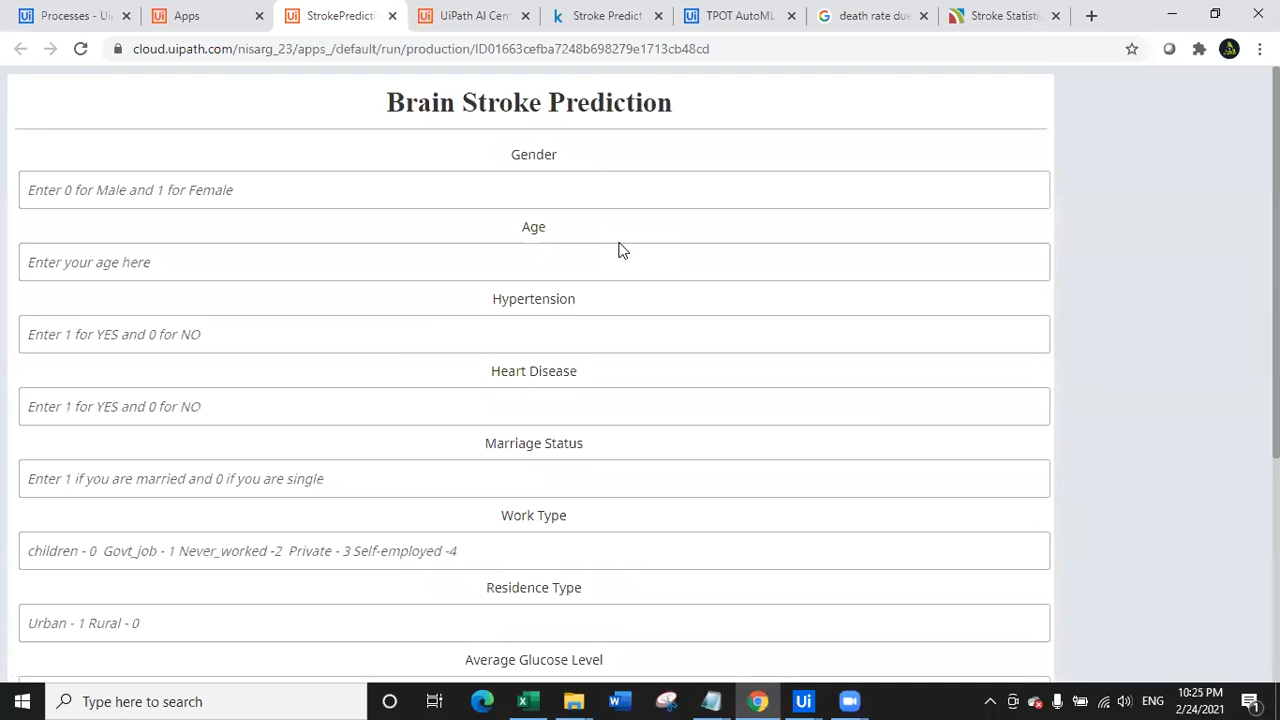 Processes - Ui
Apps
StrokePredicti
UiPath AI Cen
Stroke Predict
TPOT AutoML
death rate due
Stroke Statisti
cloud.uipath.com/nisarg_23/apps_/default/run/production/ID01663cefba7248b698279e1713cb48cd
Brain Stroke Prediction
Gender
Enter 0 for Male and 1 for Female
Age
Enter your age here
Hypertension
Enter 1 for YES and 0 for NO
Heart Disease
Enter 1 for YES and 0 for NO
Marriage Status
Enter 1 if you are married and 0 if you are single
Work Type
children - 0 Govt_job - 1 Never_worked -2 Private - 3 Self-employed -4
Residence Type
Urban - 1 Rural - 0
Average Glucose Level
Type here to search
ENG
10:25 PM
2/24/2021